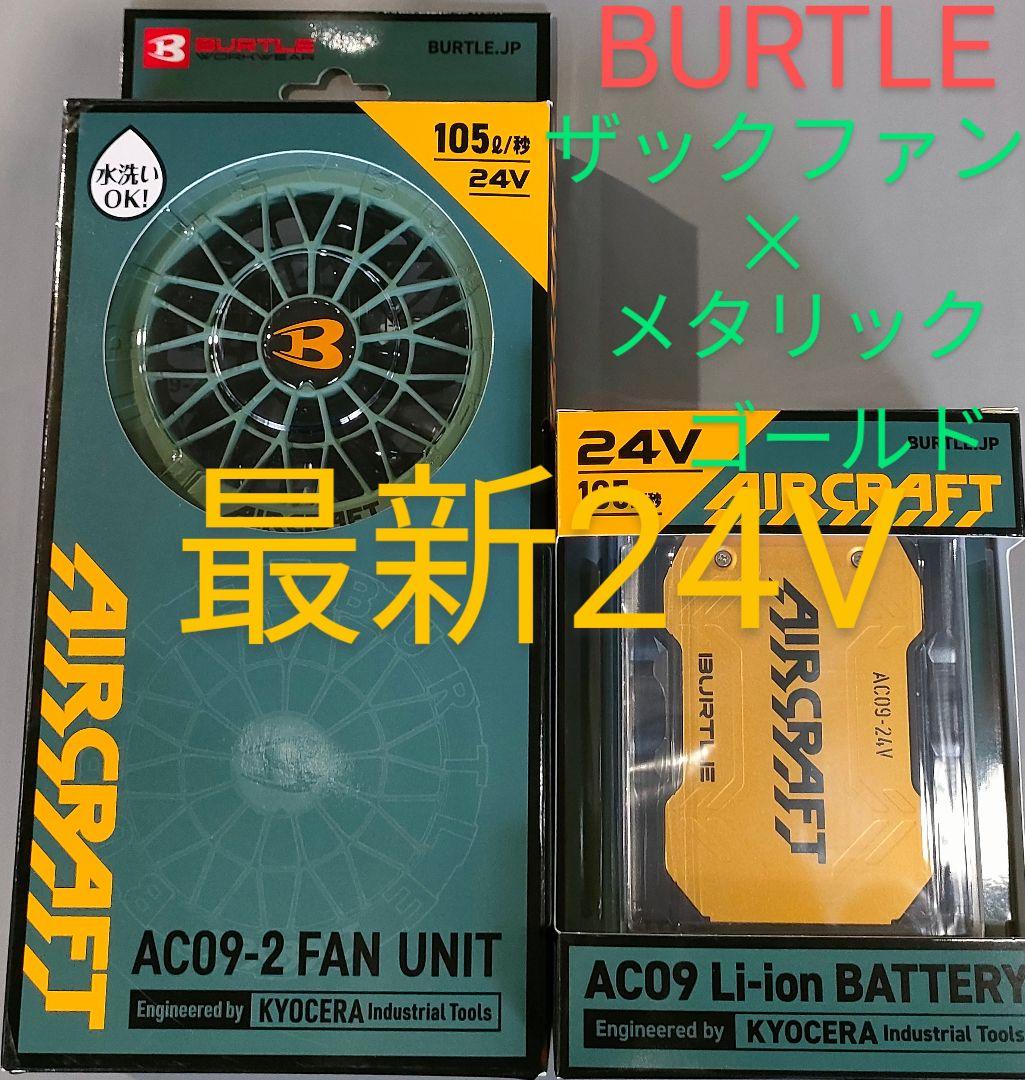 BURTLE
WORKWEAR
BURTLE.JP
BURTLE
ザックファン
×
メタリック
ゴールド
105ℓ/秒
24V
水洗い
OK!
B
AIRCRAFT
最新24V
AIRCRAFT
AC09-2 FAN UNIT
Engineered by KYOCERA Industrial Tools
24V
105ℓ/秒
BURTLE.JP
AIRCRAFT
AIRCRAFT
BURTLE
AC09-24V
AC09 Li-ion BATTERY
Engineered by KYOCERA Industrial Tools